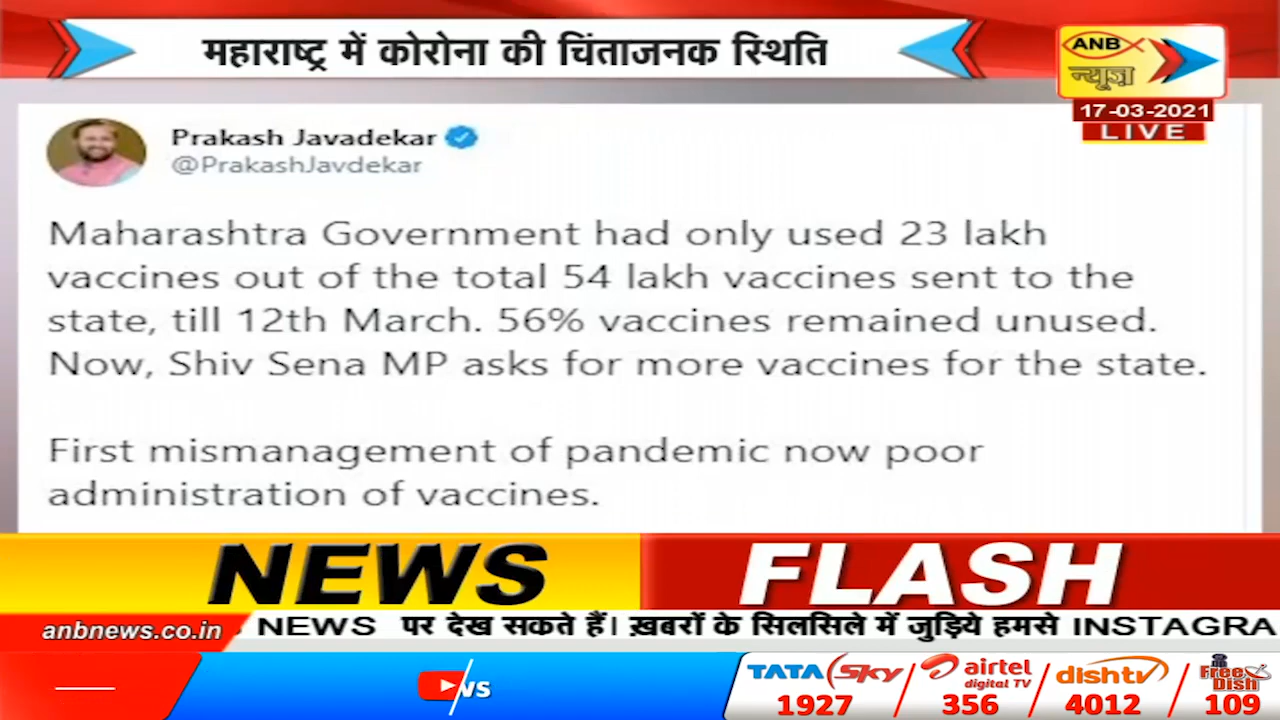 महाराष्ट्र में कोरोना की चिंताजनक स्थिति
ANB
न्यूज़
17-03-2021
LIVE
Prakash Javadekar
@PrakashJavdekar
Maharashtra Government had only used 23 lakh
vaccines out of the total 54 lakh vaccines sent to the
state, till 12th March. 56% vaccines remained unused.
Now, Shiv Sena MP asks for more vaccines for the state.
First mismanagement of pandemic now poor
administration of vaccines.
NEWS FLASH
anbnews.co.in
NEWS पर देख सकते हैं। ख़बरों के सिलसिले में जुड़िये हमसे INSTAGRA
TATA Sky
1927
airtel
digital TV
356
dishtv
4012
Free Dish
109